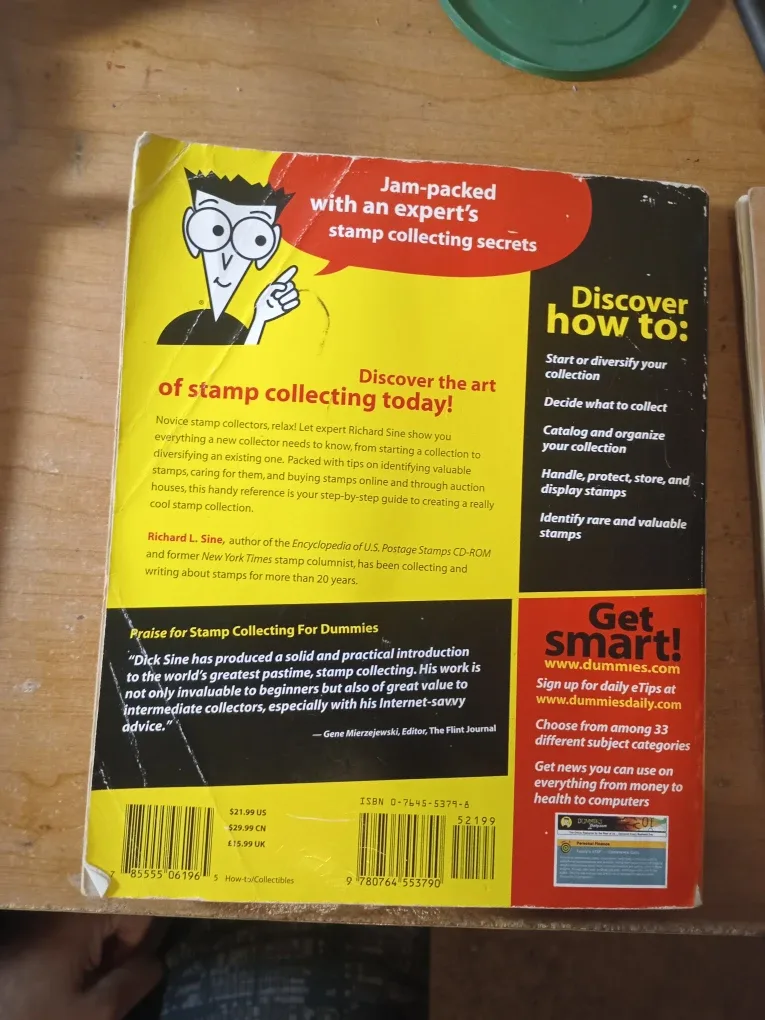 Jam-packed
with an expert's
stamp collecting secrets
Discover the art
of stamp collecting today!
Novice stamp collectors, relax! Let expert Richard Sine show you
everything a new collector needs to know, from starting a collection to
diversifying an existing one. Packed with tips on identifying valuable
stamps, caring for them, and buying stamps online and through auction
houses, this handy reference is your step-by-step guide to creating a really
cool stamp collection.
Richard L. Sine, author of the Encyclopedia of U.S. Postage Stamps CD-ROM
and former New York Times stamp columnist, has been collecting and
writing about stamps for more than 20 years.
Discover
how to:
Start or diversify your
collection
Decide what to collect
Catalog and organize
your collection
Handle, protect, store, and
display stamps
Identify rare and valuable
stamps
Praise for Stamp Collecting For Dummies
“Dick Sine has produced a solid and practical introduction
to the world's greatest pastime, stamp collecting. His work is
not only invaluable to beginners but also of great value to
intermediate collectors, especially with his Internet-savvy
advice.”
— Gene Mierzejewski, Editor, The Flint Journal
Get
smart!
www.dummies.com
Sign up for daily eTips at
www.dummiesdaily.com
Choose from among 33
different subject categories
Get news you can use on
everything from money to
health to computers
$21.99 US
$29.99 CN
£15.99 UK
7 85555 06196 5
How-to/Collectibles
ISBN 0-7645-5379-8
52199
9 780764 553790
DUMMIES
Personal Finance